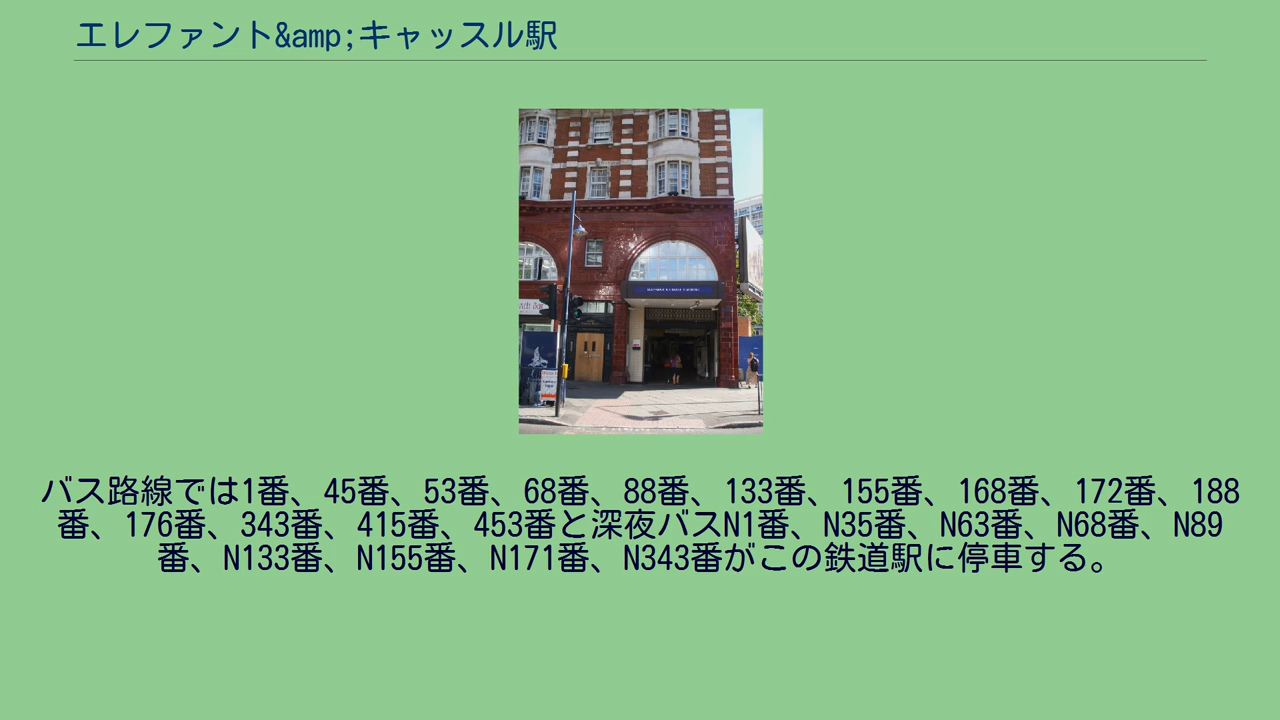 エレファント&amp;キャッスル駅
バス路線では1番、45番、53番、68番、88番、133番、155番、168番、172番、188
番、176番、343番、415番、453番と深夜バスN1番、N35番、N63番、N68番、N89
番、N133番、N155番、N171番、N343番がこの鉄道駅に停車する。